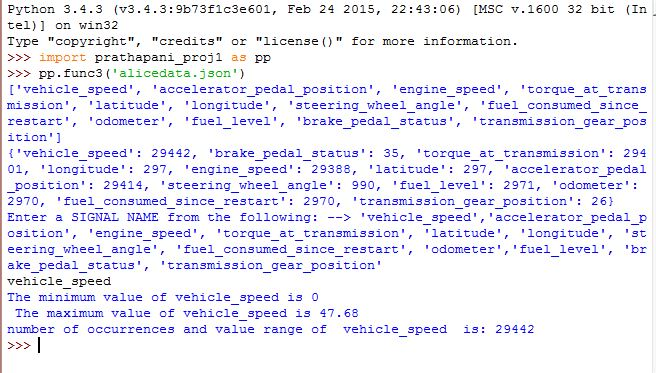 Python 3.4.3 (v3.4.3:9b73f1c3e601, Feb 24 2015, 22:43:06) [MSC v.1600 32 bit (In
tel)] on win32
Type "copyright", "credits" or "license()" for more information.
>>> import prathapani_proj1 as pp
>>> pp.func3('alicedata.json')
['vehicle_speed', 'accelerator_pedal_position', 'engine_speed', 'torque_at_trans
mission', 'latitude', 'longitude', 'steering_wheel_angle', 'fuel_consumed_since_
restart', 'odometer', 'fuel_level', 'brake_pedal_status', 'transmission_gear_pos
ition']
{'vehicle_speed': 29442, 'brake_pedal_status': 35, 'torque_at_transmission': 294
01, 'longitude': 297, 'engine_speed': 29388, 'latitude': 297, 'accelerator_pedal
_position': 29414, 'steering_wheel_angle': 990, 'fuel_level': 2971, 'odometer':
2970, 'fuel_consumed_since_restart': 2970, 'transmission_gear_position': 26}
Enter a SIGNAL NAME from the following: --> 'vehicle_speed','accelerator_pedal_p
osition', 'engine_speed', 'torque_at_transmission', 'latitude', 'longitude', 'st
eering_wheel_angle', 'fuel_consumed_since_restart', 'odometer','fuel_level', 'br
ake_pedal_status', 'transmission_gear_position'
vehicle_speed
The minimum value of vehicle_speed is 0
 The maximum value of vehicle_speed is 47.68
number of occurrences and value range of  vehicle_speed  is: 29442
>>>